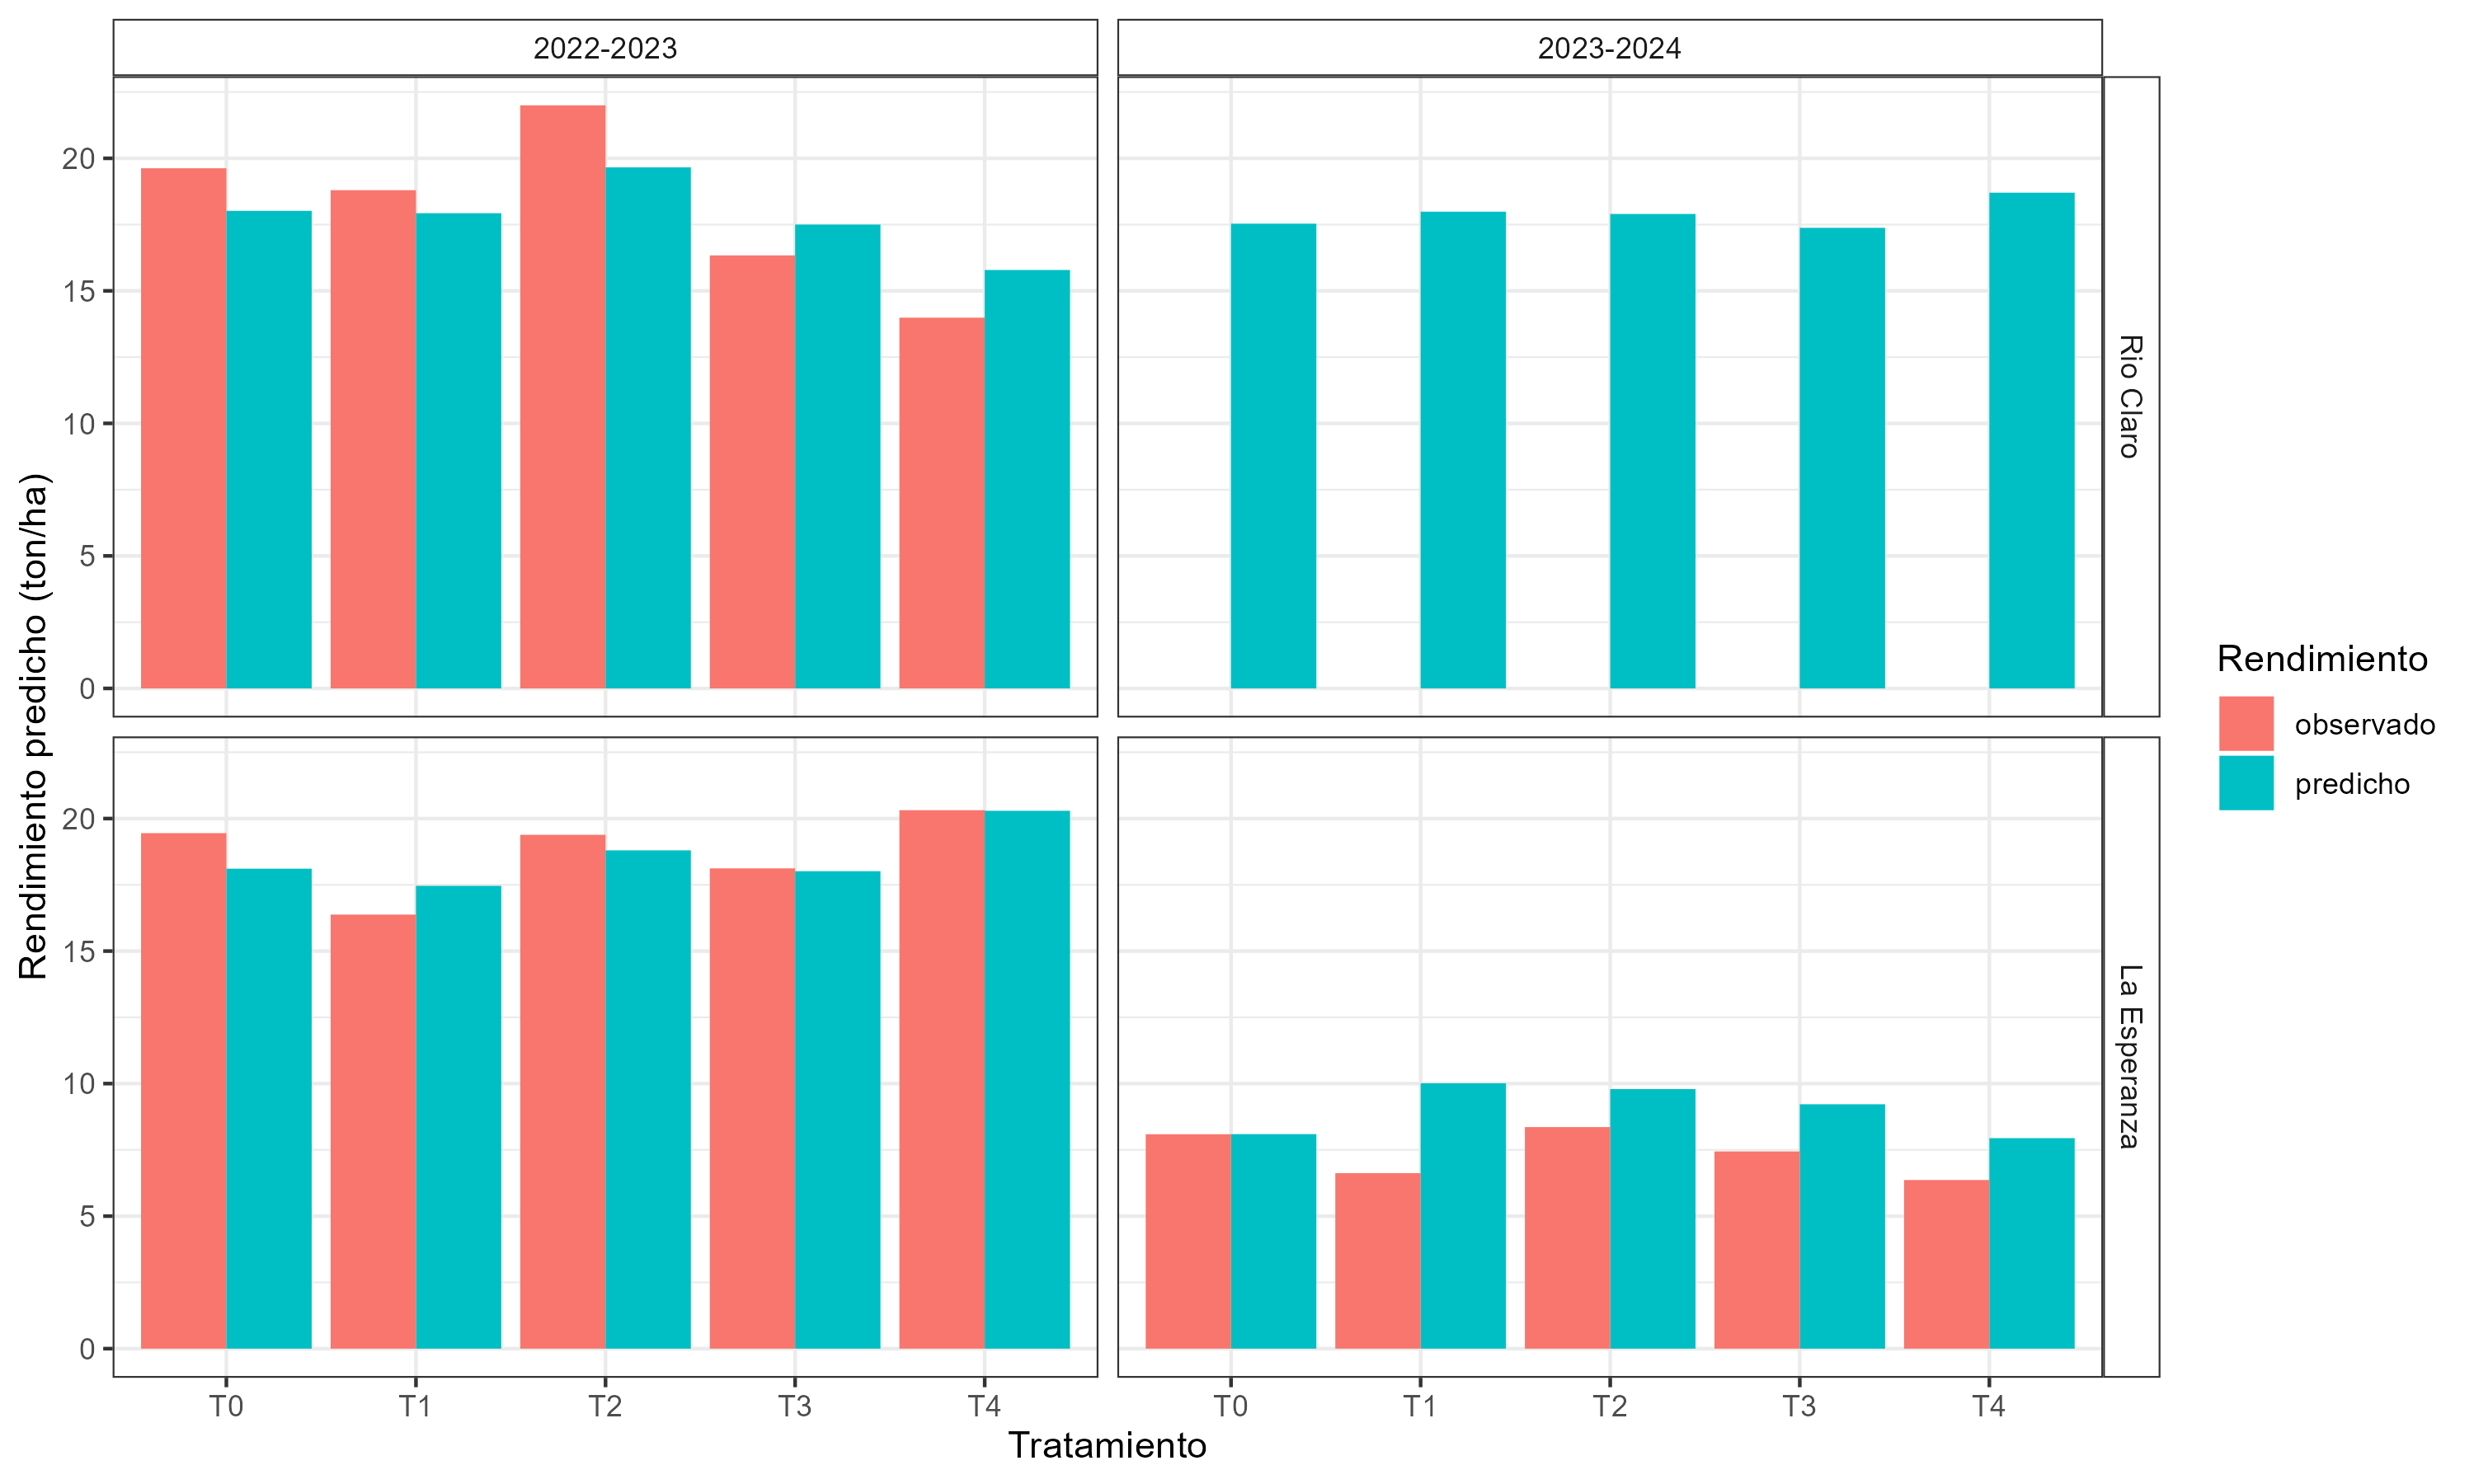 2022-2023
2023-2024
20
15
10
5
0
Rio Claro
20
15
10
5
0
La Esperanza
Rendimiento predicho (ton/ha)
T0
T1
T2
T3
T4
T0
T1
T2
T3
T4
Tratamiento
Rendimiento
observado
predicho